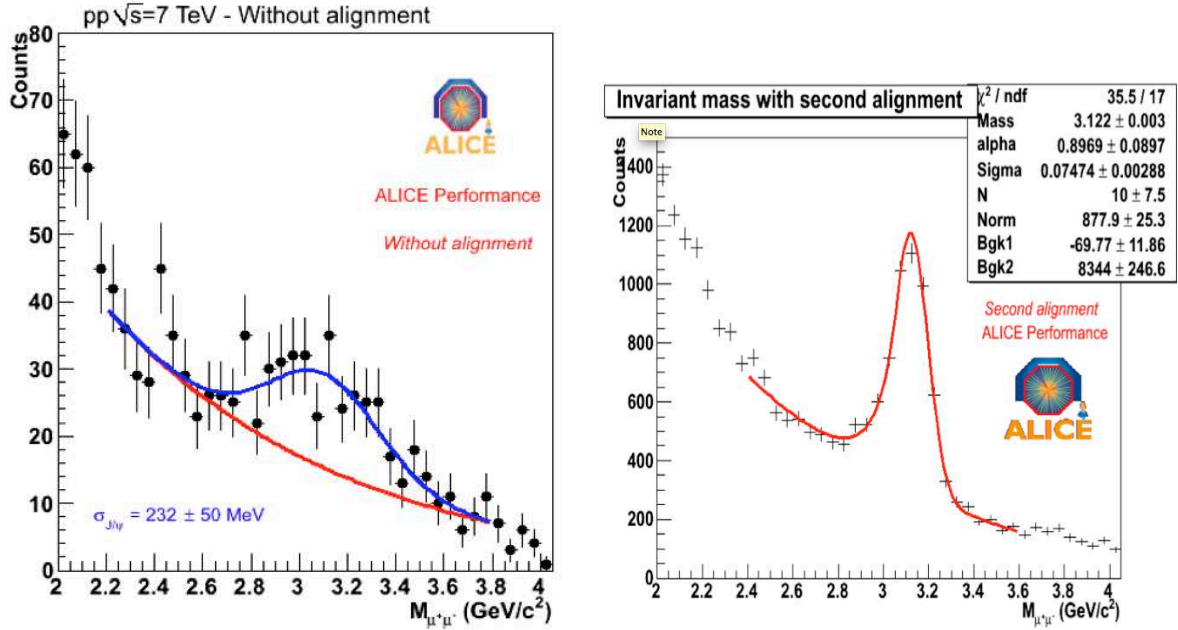 pp √s=7 TeV - Without alignment
Counts
80
70
60
50
40
30
20
10
0
ALICE
ALICE Performance
Without alignment
σJ/ψ = 232 ± 50 MeV
2 2.2 2.4 2.6 2.8 3 3.2 3.4 3.6 3.8 4
Mμ+μ- (GeV/c²)
Invariant mass with second alignment
Note
χ² / ndf 35.5 / 17
Mass 3.122 ± 0.003
alpha 0.8969 ± 0.0897
Sigma 0.07474 ± 0.00288
N 10 ± 7.5
Norm 877.9 ± 25.3
Bgk1 -69.77 ± 11.86
Bgk2 8344 ± 246.6
Counts
1400
1200
1000
800
600
400
200
0
Second alignment
ALICE Performance
ALICE
2 2.2 2.4 2.6 2.8 3 3.2 3.4 3.6 3.8 4
Mμ+μ- (GeV/c²)